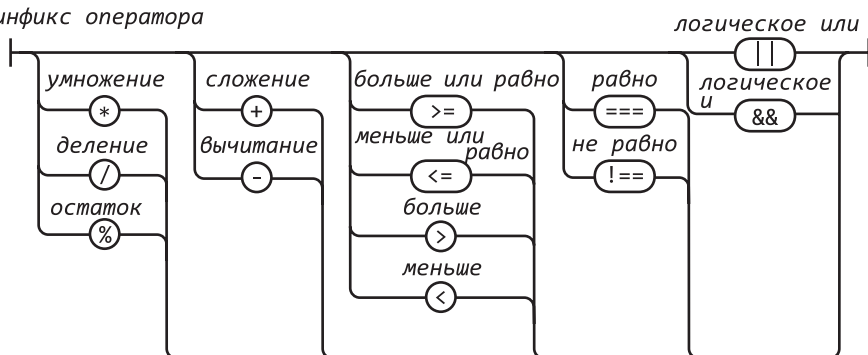 инфикс оператора
логическое или
||
умножение
*
деление
/
остаток
%
сложение
+
вычитание
-
больше или равно
>=
меньше или
равно
<=
больше
>
меньше
<
равно
===
не равно
!==
логическое
и
&&